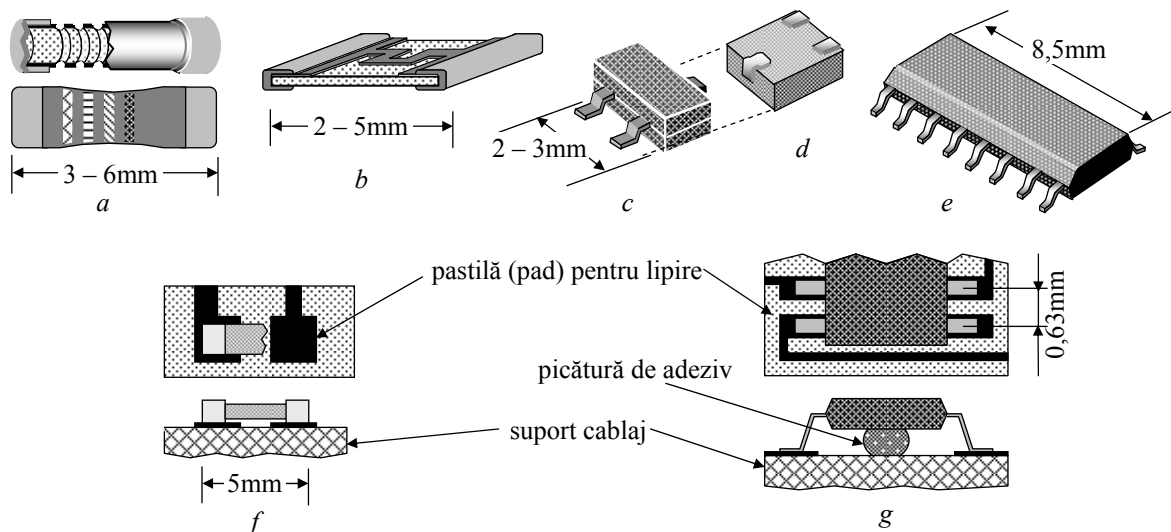 8,5mm
2 – 5mm
2 – 3mm
3 – 6mm
a
b
c
d
e
pastilă (pad) pentru lipire
0,63mm
picătură de adeziv
suport cablaj
5mm
f
g